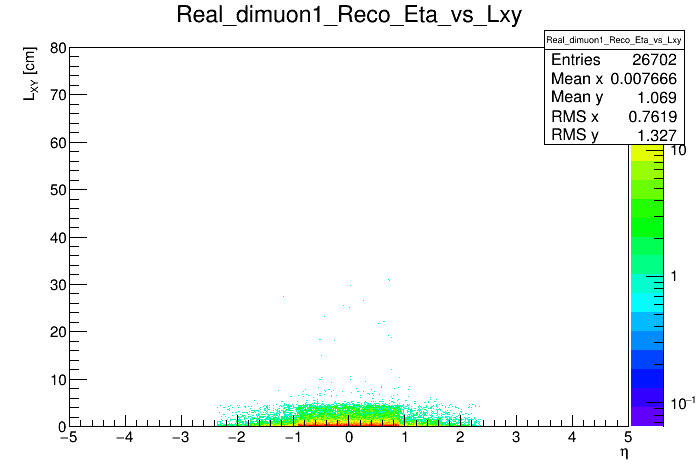 Real_dimuon1_Reco_Eta_vs_Lxy
Real_dimuon1_Reco_Eta_vs_Lxy
Entries 26702
Mean x 0.007666
Mean y 1.069
RMS x 0.7619
RMS y 1.327
L_XY [cm]
80
70
60
50
40
30
20
10
0
−5 −4 −3 −2 −1 0 1 2 3 4 5
η
10
1
10⁻¹